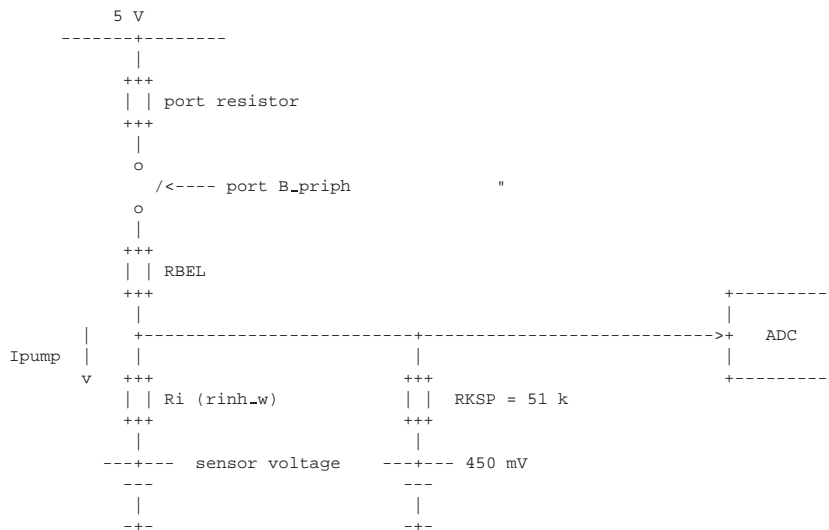 5 V
port resistor
/<---- port B_priph "
RBEL
ADC
Ipump
v
Ri (rinh_w)
RKSP = 51 k
sensor voltage
450 mV